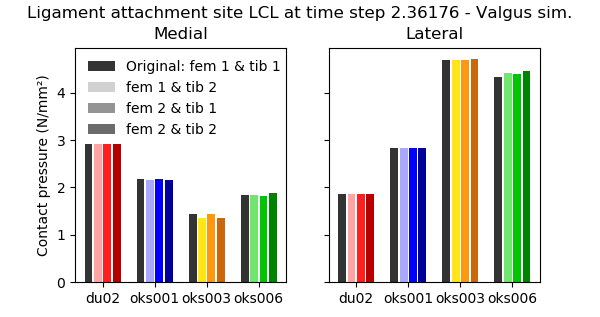 Ligament attachment site LCL at time step 2.36176 - Valgus sim.
Medial
Lateral
Contact pressure (N/mm²)
4
3
2
1
0
Original: fem 1 & tib 1
fem 1 & tib 2
fem 2 & tib 1
fem 2 & tib 2
du02 oks001 oks003 oks006
du02 oks001 oks003 oks006